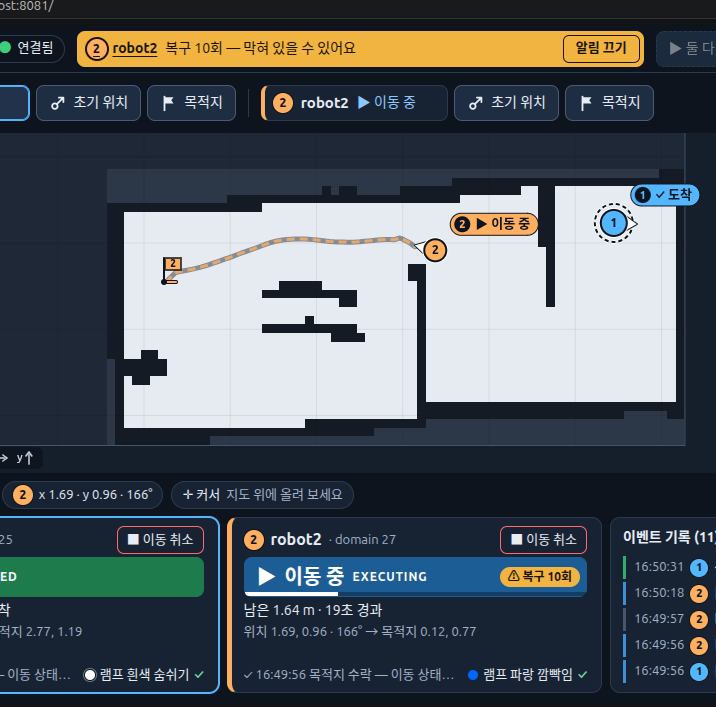 ost:8081/
연결됨
2 robot2 복구 10회 — 막혀 있을 수 있어요
알림 끄기
▶ 둘 다
초기 위치
목적지
2 robot2 ▶ 이동 중
초기 위치
목적지
1 ✓ 도착
2 ▶ 이동 중
1
2
2
y↑
2 x 1.69 · y 0.96 · 166°
커서 지도 위에 올려 보세요
25
이동 취소
ED
착
적지 2.77, 1.19
— 이동 상태…
램프 흰색 숨쉬기 ✓
2 robot2 · domain 27
이동 취소
▶ 이동 중 EXECUTING
⚠ 복구 10회
남은 1.64 m · 19초 경과
위치 1.69, 0.96 · 166° → 목적지 0.12, 0.77
✓ 16:49:56 목적지 수락 — 이동 상태…
램프 파랑 깜빡임 ✓
이벤트 기록 (11)
16:50:31 1
16:50:18 2
16:49:57 2
16:49:56 2
16:49:56 1